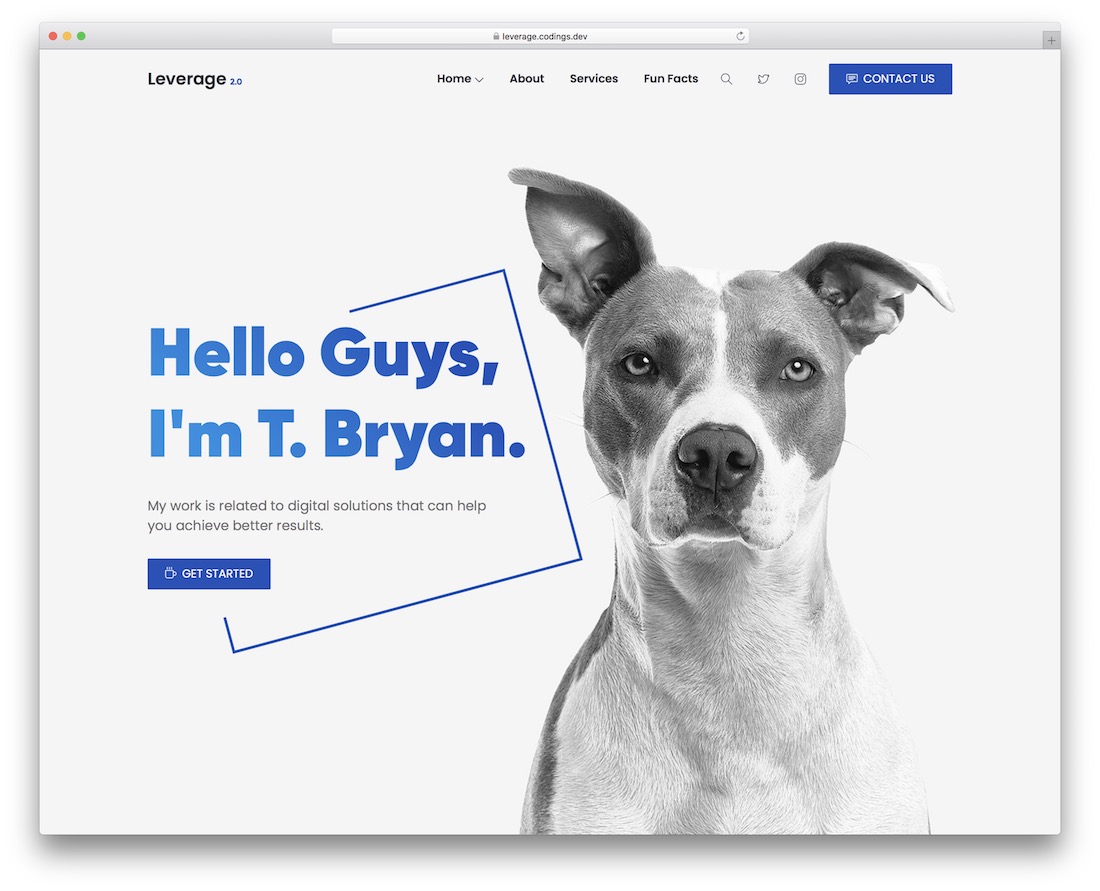 leverage.codings.dev
Leverage 2.0
Home
About
Services
Fun Facts
CONTACT US
Hello Guys,
I'm T. Bryan.
My work is related to digital solutions that can help
you achieve better results.
GET STARTED